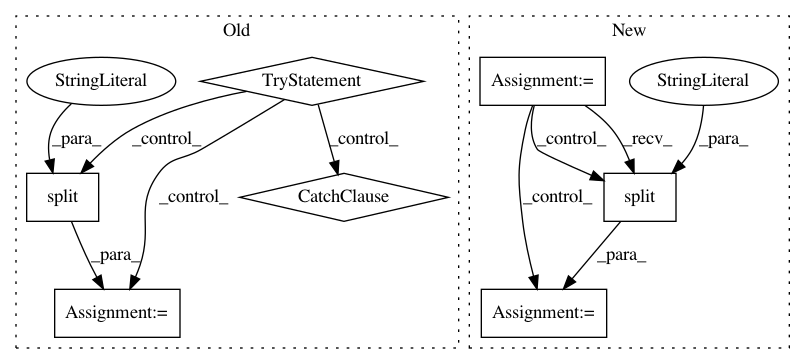 Old
New
StringLiteral
TryStatement
Assignment:=
StringLiteral
_para_
_control_
_control_
_control_
_recv_
_para_
split
_control_
CatchClause
_control_
split
_para_
_para_
Assignment:=
Assignment:=